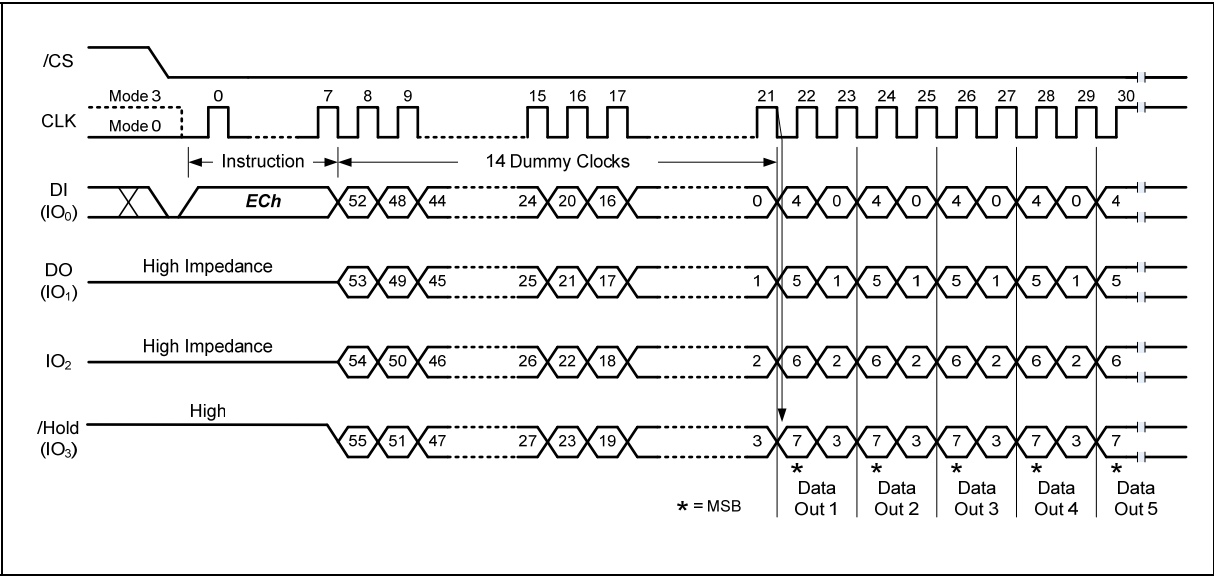 /CS
Mode 3 0 7 8 9 15 16 17 21 22 23 24 25 26 27 28 29 30
CLK
Mode 0
Instruction 14 Dummy Clocks
DI
(IO0) ECh 52 48 44 24 20 16 0 4 0 4 0 4 0 4 0 4
DO High Impedance
(IO1) 53 49 45 25 21 17 1 5 1 5 1 5 1 5 1 5
High Impedance
IO2 54 50 46 26 22 18 2 6 2 6 2 6 2 6 2 6
High
/Hold
(IO3) 55 51 47 27 23 19 3 7 3 7 3 7 3 7 3 7
* * * * *
* = MSB
Data Out 1
Data Out 2
Data Out 3
Data Out 4
Data Out 5